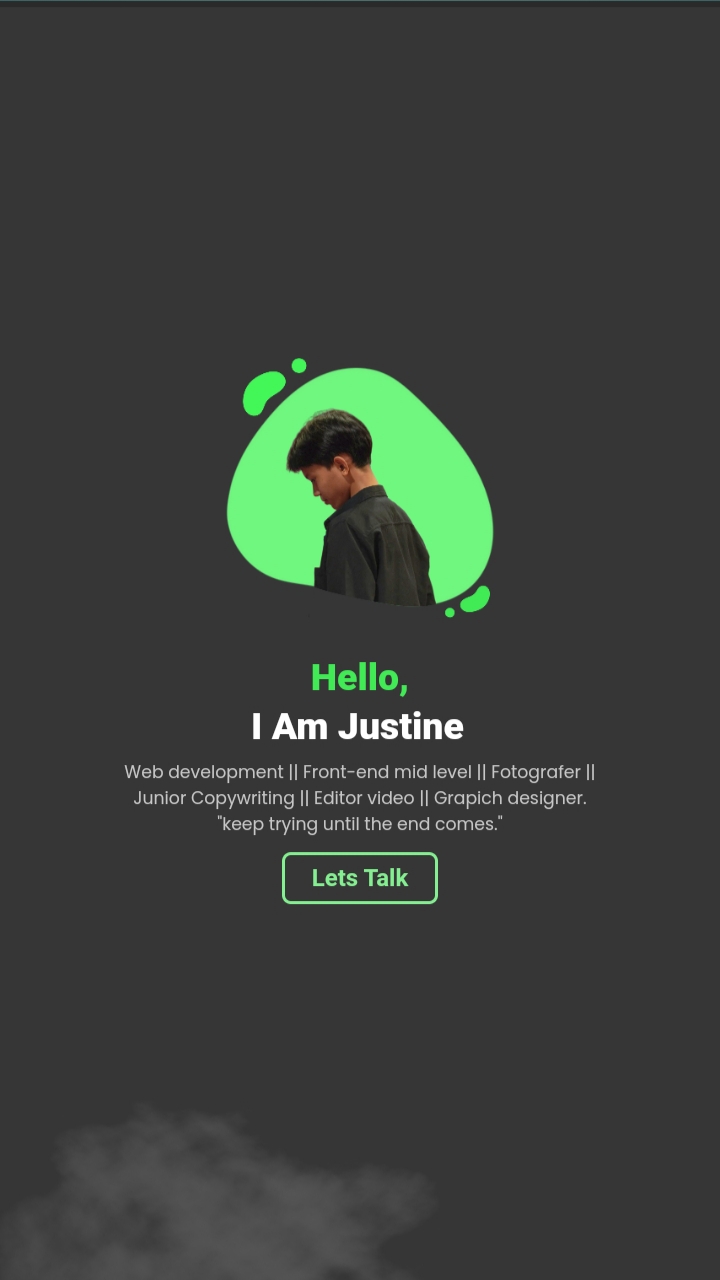 Hello,
I Am Justine
Web development || Front-end mid level || Fotografer ||
Junior Copywriting || Editor video || Grapich designer.
"keep trying until the end comes."
Lets Talk